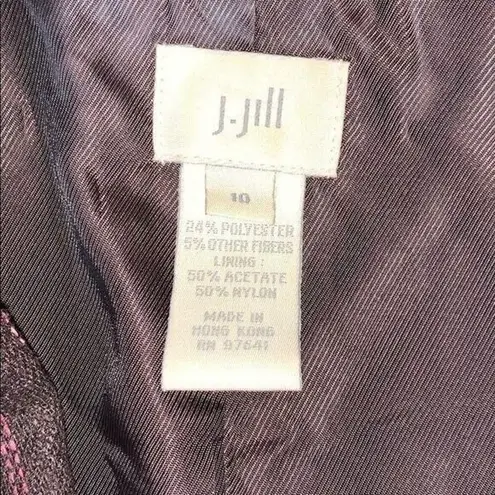 J.Jill
10
24% POLYESTER
5% OTHER FIBERS
LINING :
50% ACETATE
50% NYLON
MADE IN
HONG KONG
RN 97641